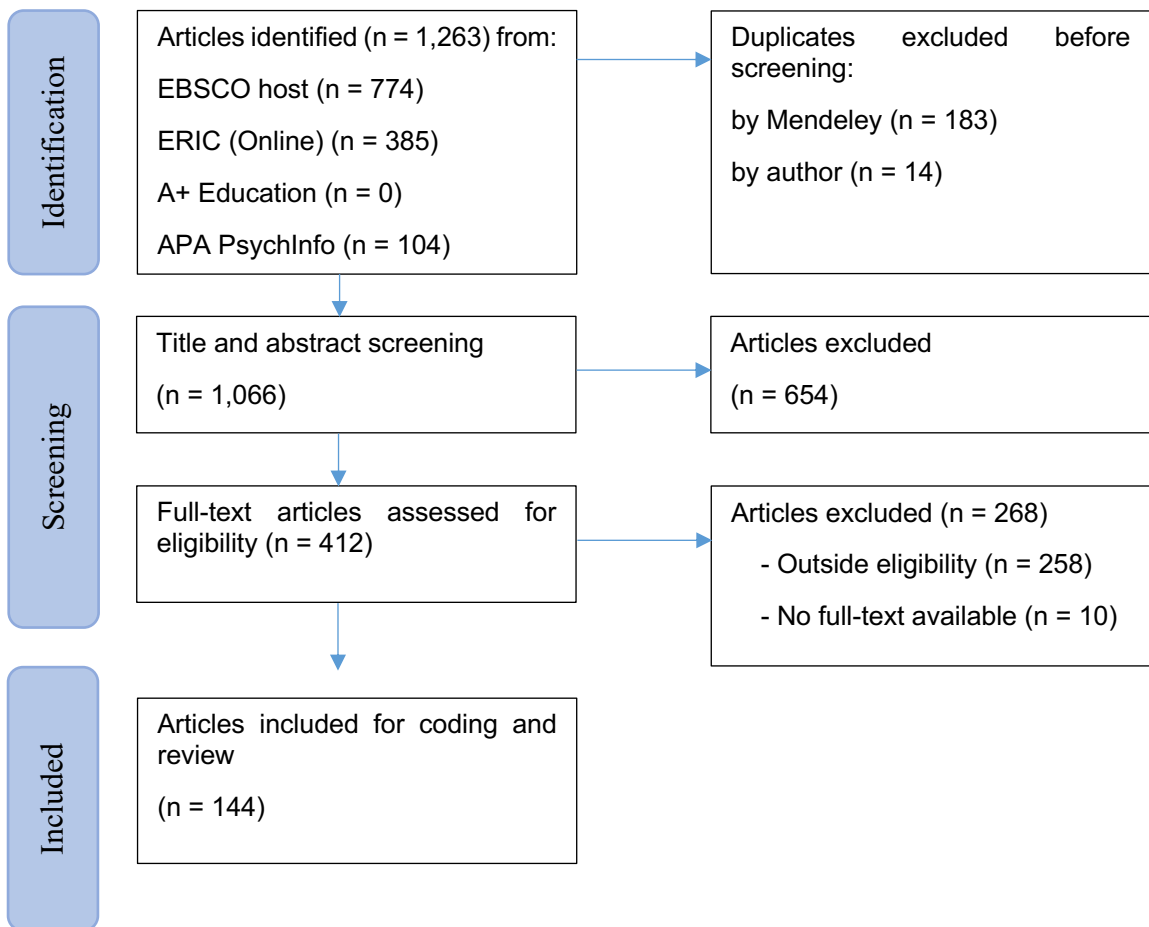 Identification
Articles identified (n = 1,263) from:
EBSCO host (n = 774)
ERIC (Online) (n = 385)
A+ Education (n = 0)
APA PsychInfo (n = 104)
Duplicates excluded before
screening:
by Mendeley (n = 183)
by author (n = 14)
Screening
Title and abstract screening
(n = 1,066)
Articles excluded
(n = 654)
Full-text articles assessed for
eligibility (n = 412)
Articles excluded (n = 268)
- Outside eligibility (n = 258)
- No full-text available (n = 10)
Included
Articles included for coding and
review
(n = 144)